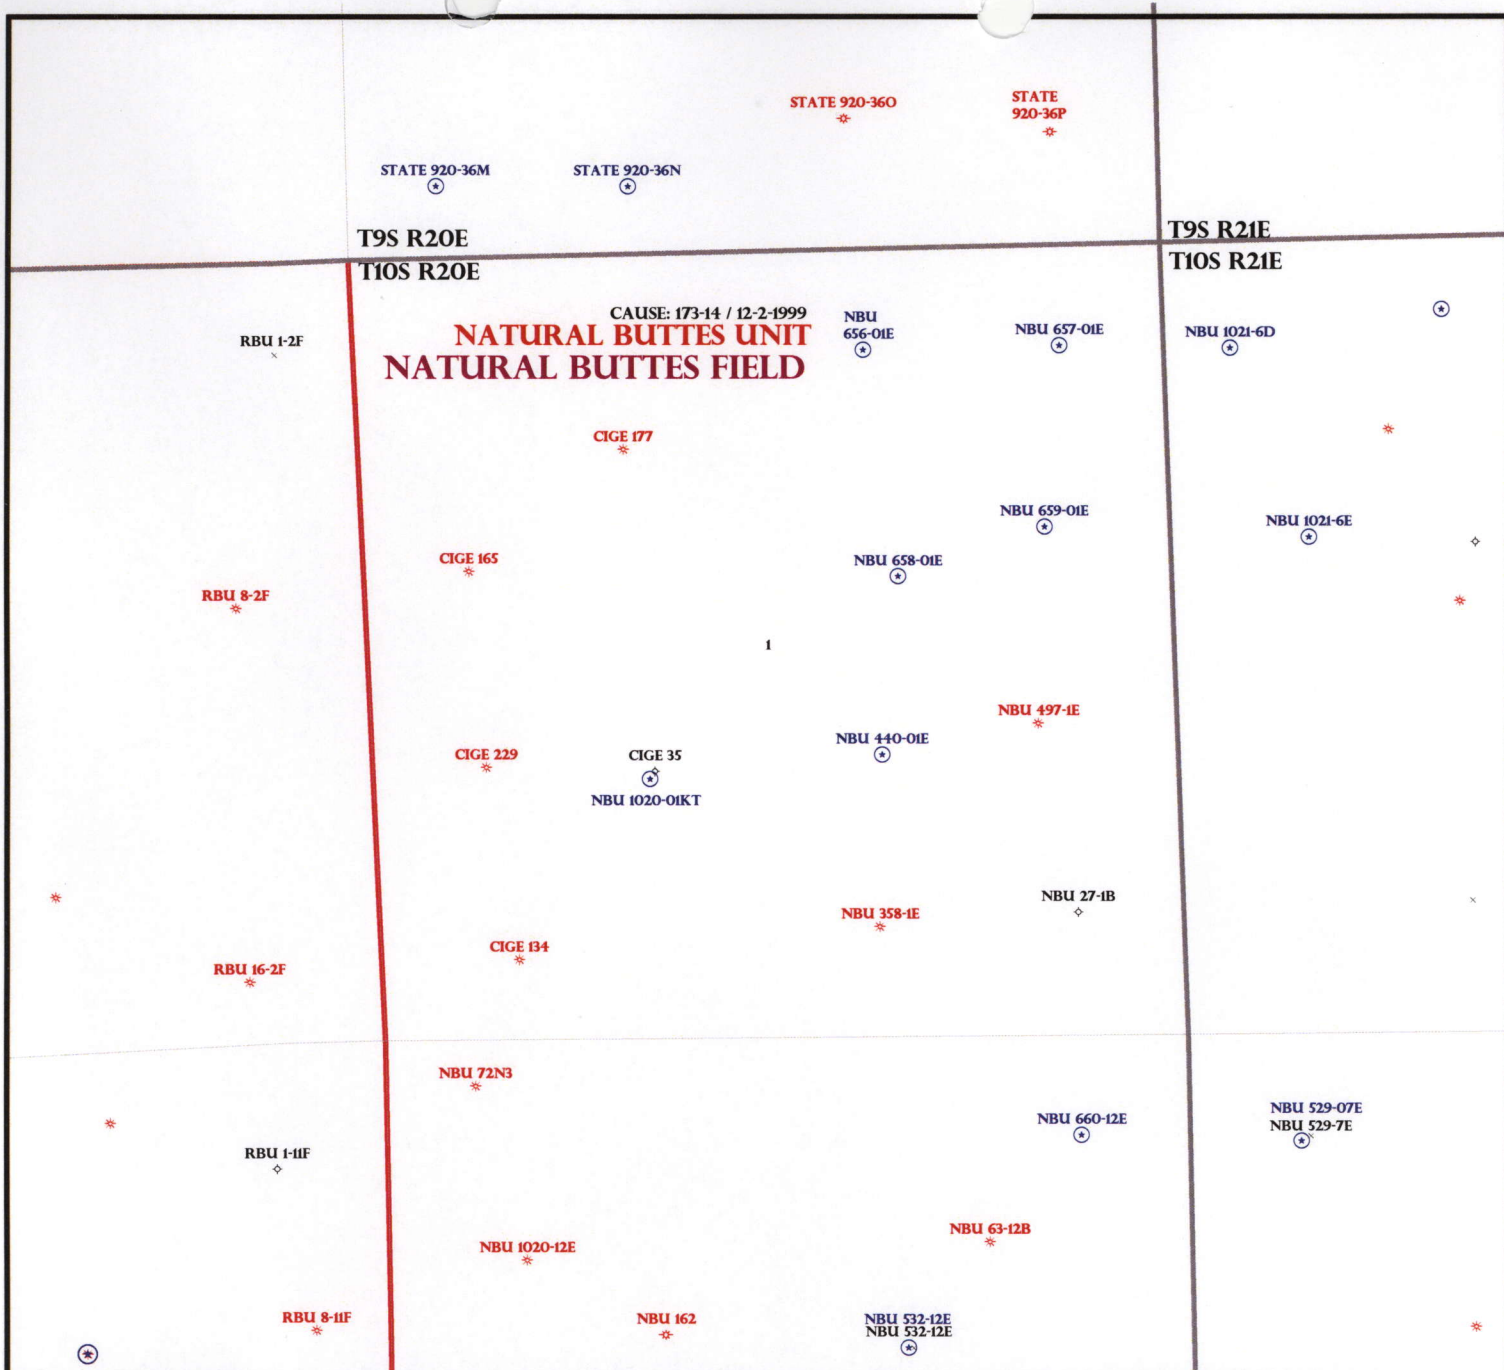 STATE 920-36O
STATE
920-36P
STATE 920-36M
STATE 920-36N
T9S R20E
T9S R21E
T10S R20E
T10S R21E
CAUSE: 173-14 / 12-2-1999
NATURAL BUTTES UNIT
NATURAL BUTTES FIELD
NBU
656-01E
NBU 657-01E
NBU 1021-6D
RBU 1-2F
CIGE 177
NBU 659-01E
NBU 1021-6E
CIGE 165
NBU 658-01E
RBU 8-2F
1
NBU 497-1E
NBU 440-01E
CIGE 229
CIGE 35
NBU 1020-01KT
NBU 27-1B
NBU 358-1E
CIGE 134
RBU 16-2F
NBU 72N3
NBU 660-12E
NBU 529-07E
NBU 529-7E
RBU 1-11F
NBU 63-12B
NBU 1020-12E
RBU 8-11F
NBU 162
NBU 532-12E
NBU 532-12E